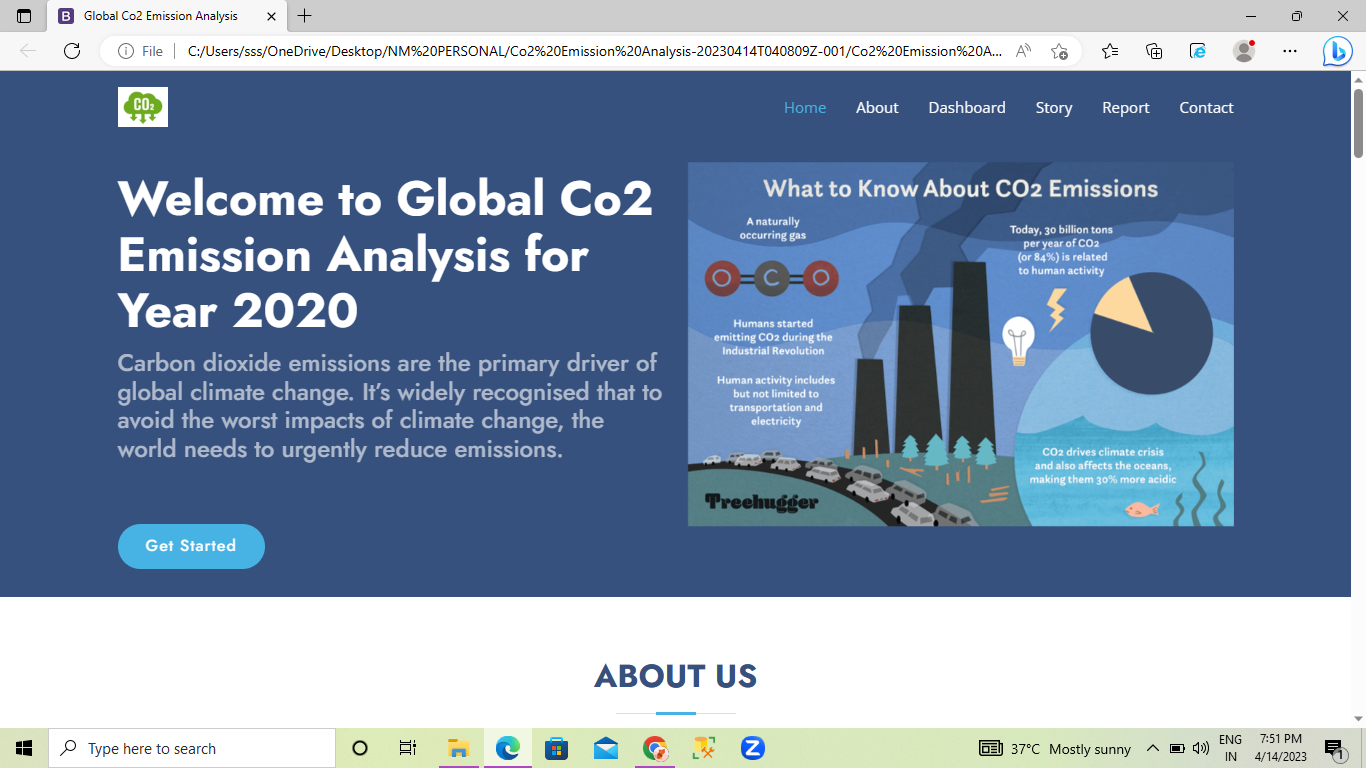 Global Co2 Emission Analysis
File
C:/Users/sss/OneDrive/Desktop/NM%20PERSONAL/Co2%20Emission%20Analysis-20230414T040809Z-001/Co2%20Emission%20A...
CO2
Home About Dashboard Story Report Contact
Welcome to Global Co2
Emission Analysis for
Year 2020
Carbon dioxide emissions are the primary driver of
global climate change. It’s widely recognised that to
avoid the worst impacts of climate change, the
world needs to urgently reduce emissions.
Get Started
What to Know About CO2 Emissions
A naturally
occurring gas
O C O
Humans started
emitting CO2 during the
Industrial Revolution
Human activity includes
but not limited to
transportation and
electricity
Today, 30 billion tons
per year of CO2
(or 84%) is related
to human activity
CO2 drives climate crisis
and also affects the oceans,
making them 30% more acidic
Treehugger
ABOUT US
Type here to search
37°C Mostly sunny
ENG
IN
7:51 PM
4/14/2023
1